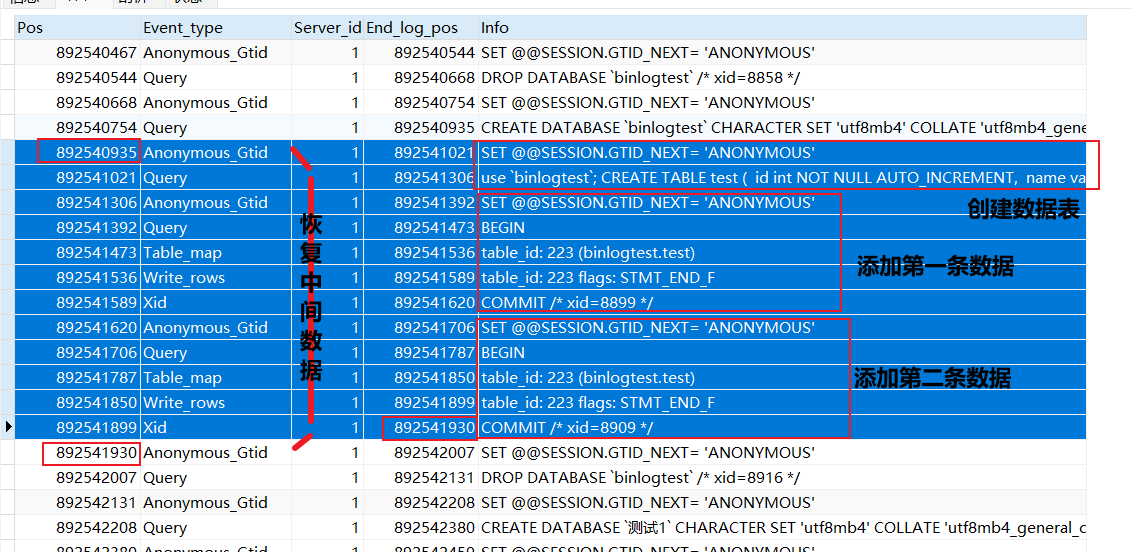 Pos Event_type Server_id End_log_pos Info
892540467 Anonymous_Gtid 1 892540544 SET @@SESSION.GTID_NEXT= 'ANONYMOUS'
892540544 Query 1 892540668 DROP DATABASE `binlogtest` /* xid=8858 */
892540668 Anonymous_Gtid 1 892540754 SET @@SESSION.GTID_NEXT= 'ANONYMOUS'
892540754 Query 1 892540935 CREATE DATABASE `binlogtest` CHARACTER SET 'utf8mb4' COLLATE 'utf8mb4_gene
892540935 Anonymous_Gtid 1 892541021 SET @@SESSION.GTID_NEXT= 'ANONYMOUS'
892541021 Query 1 892541306 use `binlogtest`; CREATE TABLE test ( id int NOT NULL AUTO_INCREMENT, name va
892541306 Anonymous_Gtid 1 892541392 SET @@SESSION.GTID_NEXT= 'ANONYMOUS'
创建数据表
892541392 Query 1 892541473 BEGIN
892541473 Table_map 1 892541536 table_id: 223 (binlogtest.test)
添加第一条数据
892541536 Write_rows 1 892541589 table_id: 223 flags: STMT_END_F
892541589 Xid 1 892541620 COMMIT /* xid=8899 */
892541620 Anonymous_Gtid 1 892541706 SET @@SESSION.GTID_NEXT= 'ANONYMOUS'
892541706 Query 1 892541787 BEGIN
892541787 Table_map 1 892541850 table_id: 223 (binlogtest.test)
添加第二条数据
892541850 Write_rows 1 892541899 table_id: 223 flags: STMT_END_F
892541899 Xid 1 892541930 COMMIT /* xid=8909 */
恢复中间数据
892541930 Anonymous_Gtid 1 892542007 SET @@SESSION.GTID_NEXT= 'ANONYMOUS'
892542007 Query 1 892542131 DROP DATABASE `binlogtest` /* xid=8916 */
892542131 Anonymous_Gtid 1 892542208 SET @@SESSION.GTID_NEXT= 'ANONYMOUS'
892542208 Query 1 892542380 CREATE DATABASE `测试1` CHARACTER SET 'utf8mb4' COLLATE 'utf8mb4_general_c